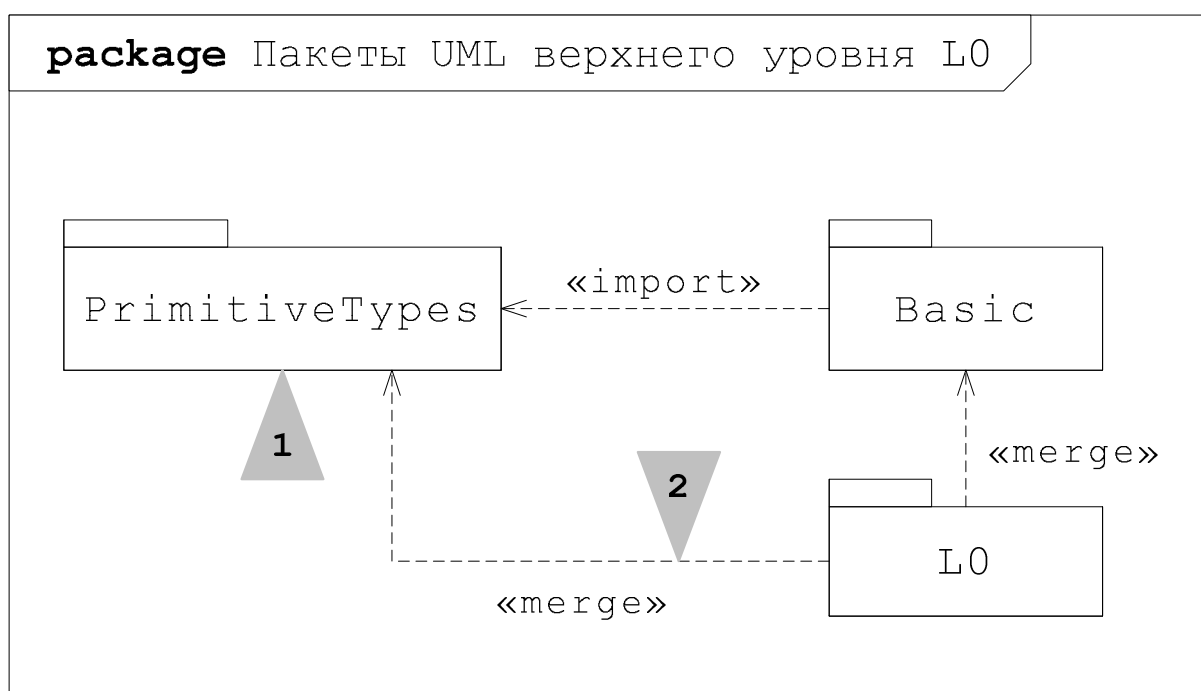 package Пакеты UML верхнего уровня L0
«import»
PrimitiveTypes
Basic
1
2
«merge»
L0
«merge»